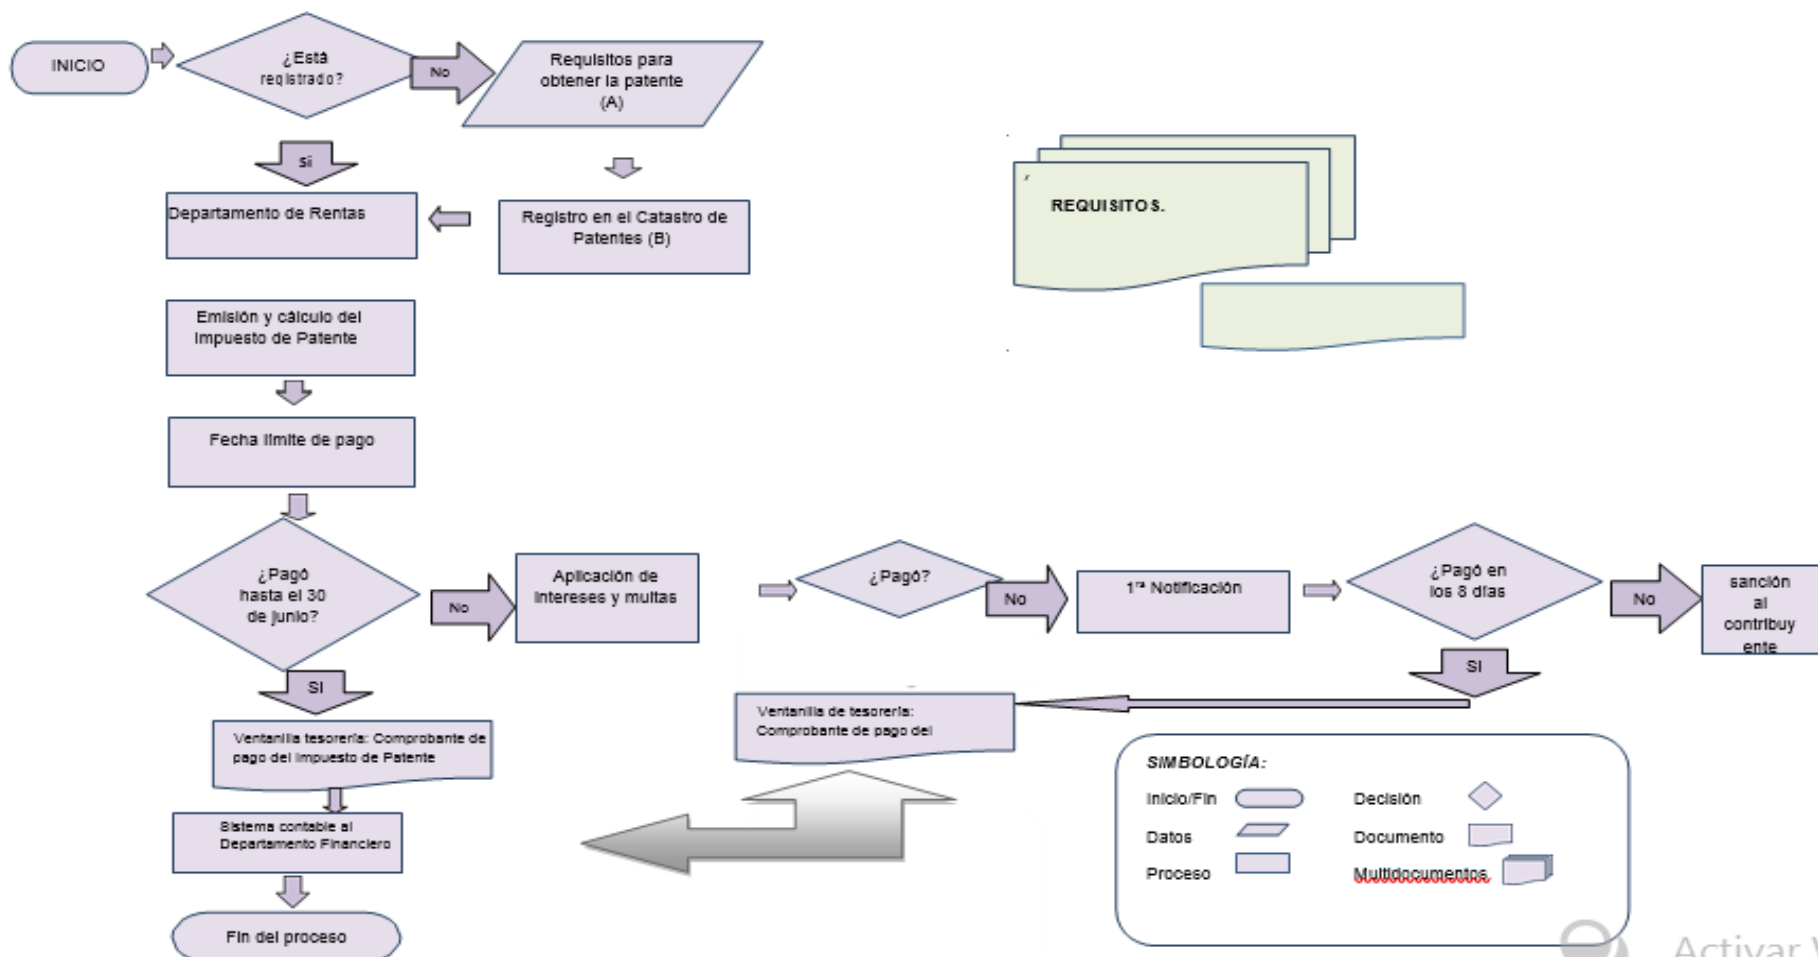 INICIO
¿Está
registrado?
No
Requisitos para
obtener la patente
(A)
Si
Departamento de Rentas
Registro en el Catastro de
Patentes (B)
,
REQUISITOS.
Emisión y cálculo del
Impuesto de Patente
Fecha límite de pago
¿Pagó
hasta el 30
de junio?
No
Aplicación de
Intereses y multas
¿Pagó?
No
1ra Notificación
¿Pagó en
los 8 días
No
sanción
al
contribuy
ente
SI
SI
Ventanilla tesorería: Comprobante de
pago del Impuesto de Patente
Ventanilla de tesorería:
Comprobante de pago del
Sistema contable al
Departamento Financiero
Fin del proceso
SIMBOLOGÍA:
Inicio/Fin
Decisión
Datos
Documento
Proceso
Multidocumentos
Activar